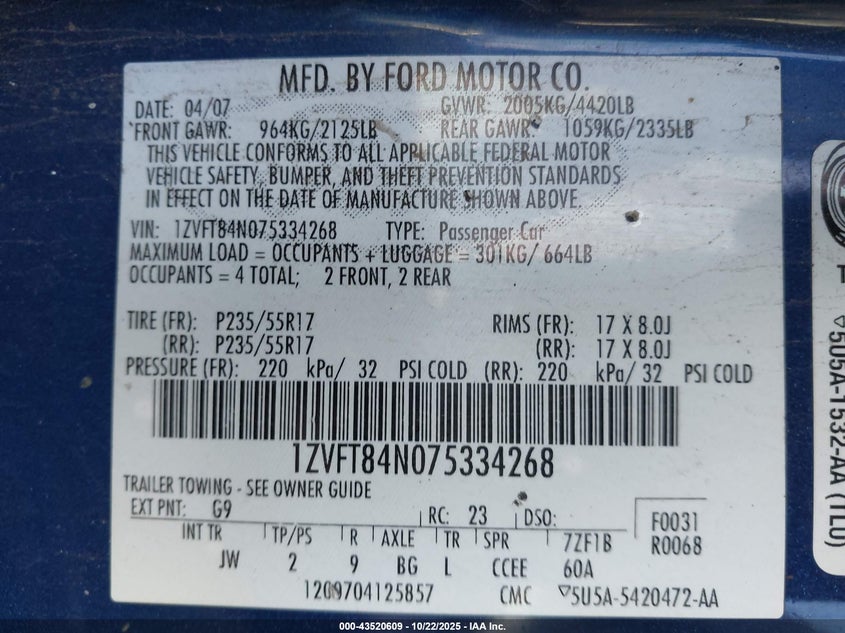 MFD. BY FORD MOTOR CO.
DATE: 04/07 GVWR: 2005KG/4420LB
FRONT GAWR: 964KG/2125LB REAR GAWR: 1059KG/2335LB
THIS VEHICLE CONFORMS TO ALL APPLICABLE FEDERAL MOTOR
VEHICLE SAFETY, BUMPER, AND THEFT PREVENTION STANDARDS
IN EFFECT ON THE DATE OF MANUFACTURE SHOWN ABOVE.
VIN: 1ZVFT84N075334268 TYPE: Passenger Car
MAXIMUM LOAD = OCCUPANTS + LUGGAGE = 301KG/ 664LB
OCCUPANTS = 4 TOTAL; 2 FRONT, 2 REAR
TIRE (FR): P235/55R17 RIMS (FR): 17 X 8.0J
(RR): P235/55R17 (RR): 17 X 8.0J
PRESSURE (FR): 220 kPa/ 32 PSI COLD (RR): 220 kPa/ 32 PSI COLD
1ZVFT84N075334268
TRAILER TOWING - SEE OWNER GUIDE
EXT PNT: G9 RC: 23 DSO: F0031
INT TR TP/PS R AXLE TR SPR 7ZF1B R0068
JW 2 9 BG L CCEE 60A
1209704125857 CMC ▽5U5A-5420472-AA
T
▽5U5A-1532-AA (TL0)
000-43520609 - 10/22/2025 - IAA Inc.